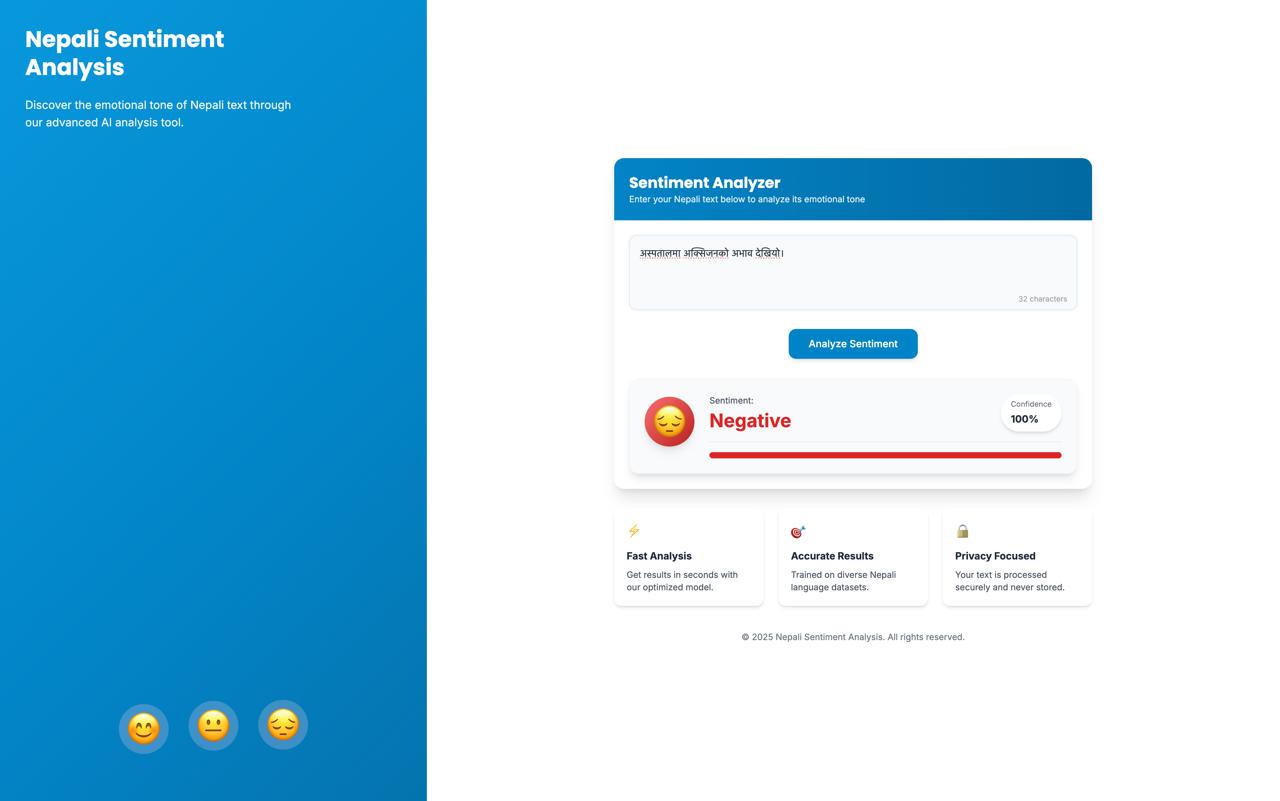 Nepali Sentiment
Analysis
Discover the emotional tone of Nepali text through
our advanced AI analysis tool.
Sentiment Analyzer
Enter your Nepali text below to analyze its emotional tone
अस्पतालमा अक्सिजनको अभाव देखियो।
32 characters
Analyze Sentiment
Sentiment:
Negative
Confidence
100%
Fast Analysis
Get results in seconds with
our optimized model.
Accurate Results
Trained on diverse Nepali
language datasets.
Privacy Focused
Your text is processed
securely and never stored.
© 2025 Nepali Sentiment Analysis. All rights reserved.